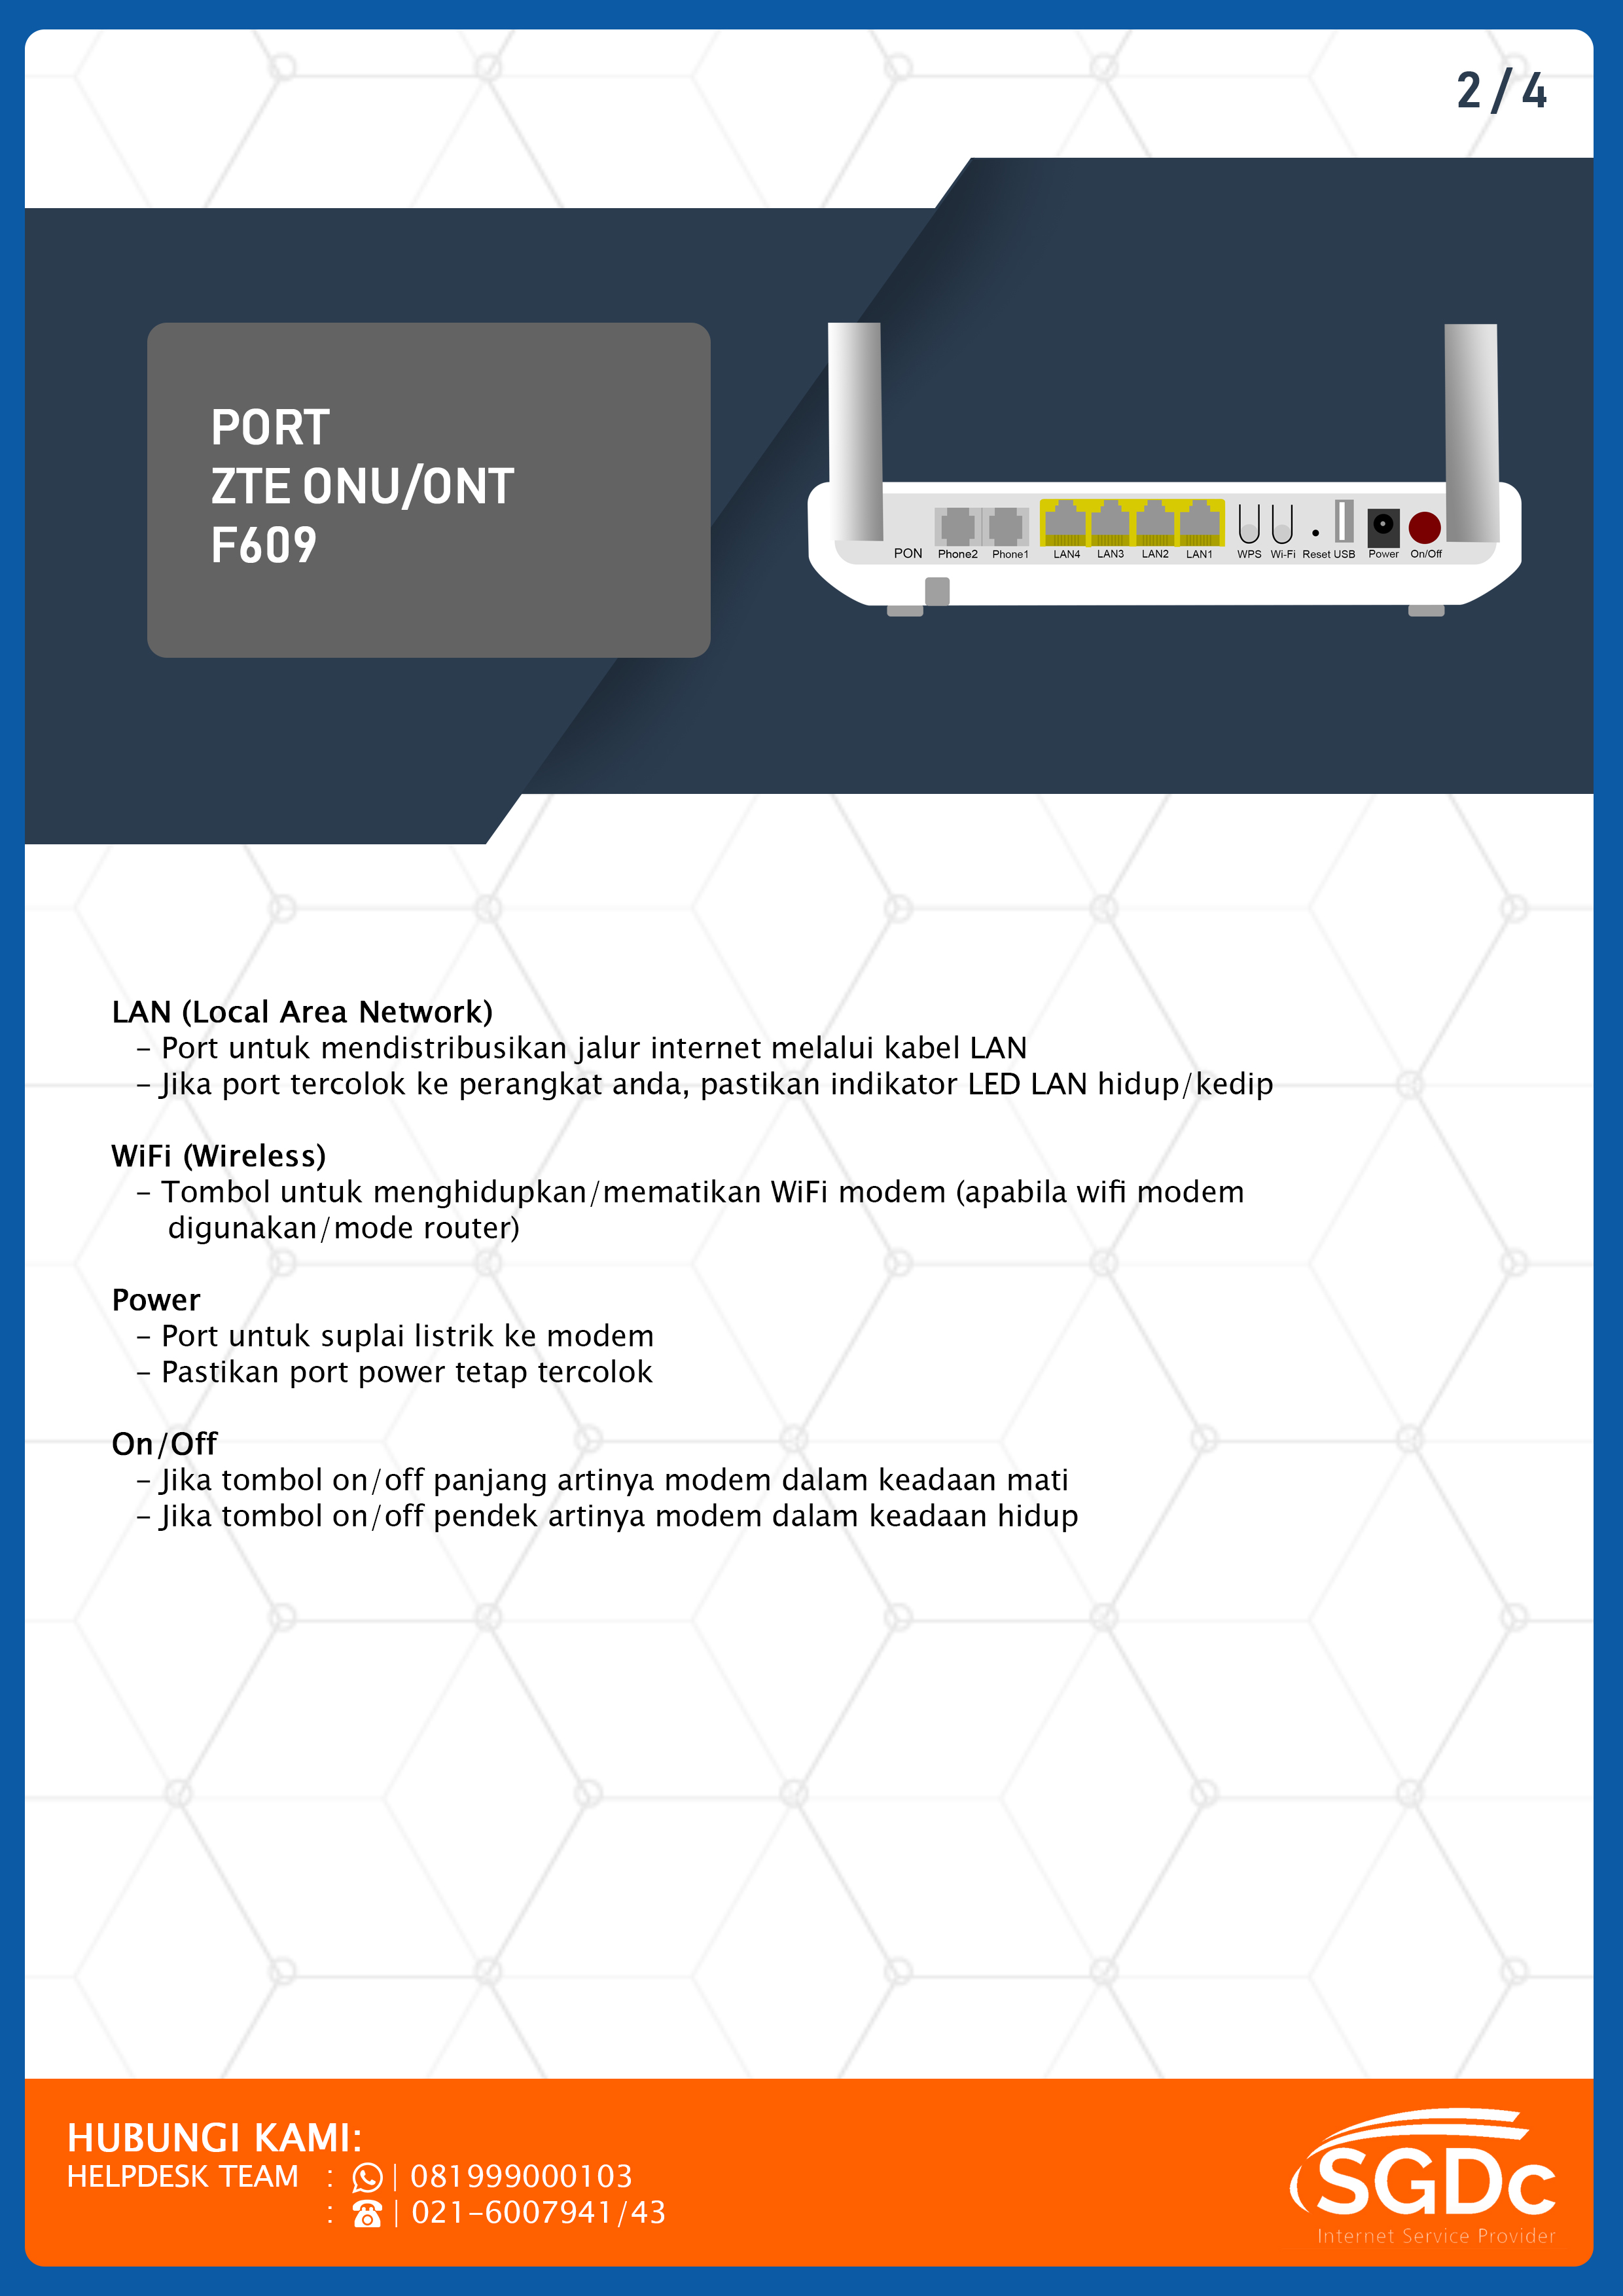 2/4
PORT
ZTE ONU/ONT
F609
PON Phone2 Phone1 LAN4 LAN3 LAN2 LAN1 WPS Wi-Fi Reset USB Power On/Off
LAN (Local Area Network)
– Port untuk mendistribusikan jalur internet melalui kabel LAN
– Jika port tercolok ke perangkat anda, pastikan indikator LED LAN hidup/kedip
WiFi (Wireless)
– Tombol untuk menghidupkan/mematikan WiFi modem (apabila wifi modem
digunakan/mode router)
Power
– Port untuk suplai listrik ke modem
– Pastikan port power tetap tercolok
On/Off
– Jika tombol on/off panjang artinya modem dalam keadaan mati
– Jika tombol on/off pendek artinya modem dalam keadaan hidup
HUBUNGI KAMI:
HELPDESK TEAM : | 081999000103
: | 021-6007941/43
SGDc
Internet Service Provider